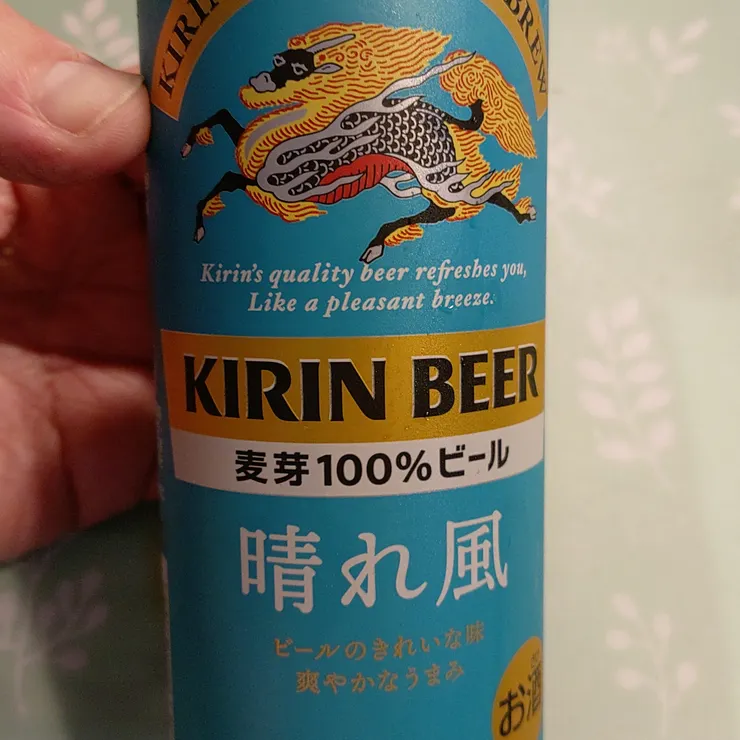 KIRIN
BREW
Kirin's quality beer refreshes you,
Like a pleasant breeze.
KIRIN BEER
麦芽100%ビール
晴れ風
ビールのきれいな味
爽やかなうまみ
お酒